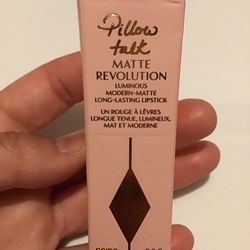 Pillow
talk
MATTE
REVOLUTION
LUMINOUS
MODERN-MATTE
LONG-LASTING LIPSTICK
UN ROUGE À LÈVRES
LONGUE TENUE, LUMINEUX,
MAT ET MODERNE